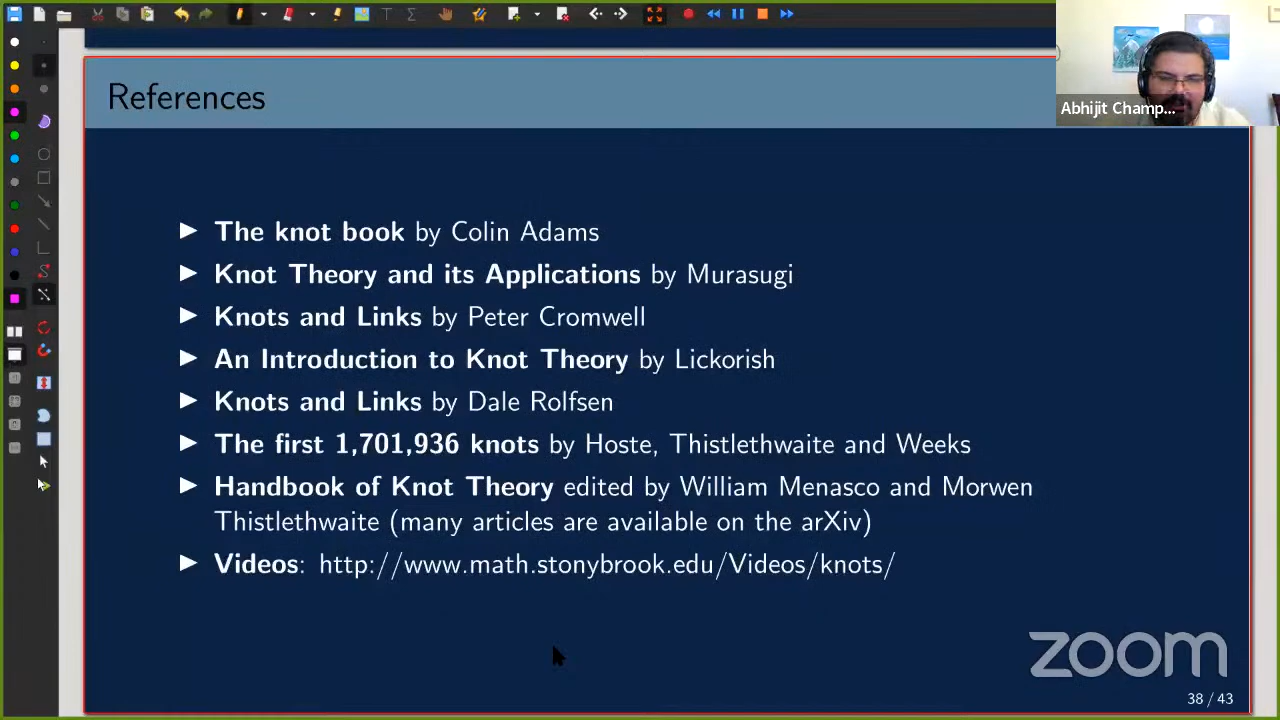 References
Abhijit Champ...
▶ The knot book by Colin Adams
▶ Knot Theory and its Applications by Murasugi
▶ Knots and Links by Peter Cromwell
▶ An Introduction to Knot Theory by Lickorish
▶ Knots and Links by Dale Rolfsen
▶ The first 1,701,936 knots by Hoste, Thistlethwaite and Weeks
▶ Handbook of Knot Theory edited by William Menasco and Morwen
Thistlethwaite (many articles are available on the arXiv)
▶ Videos: http://www.math.stonybrook.edu/Videos/knots/
zoom
38 / 43